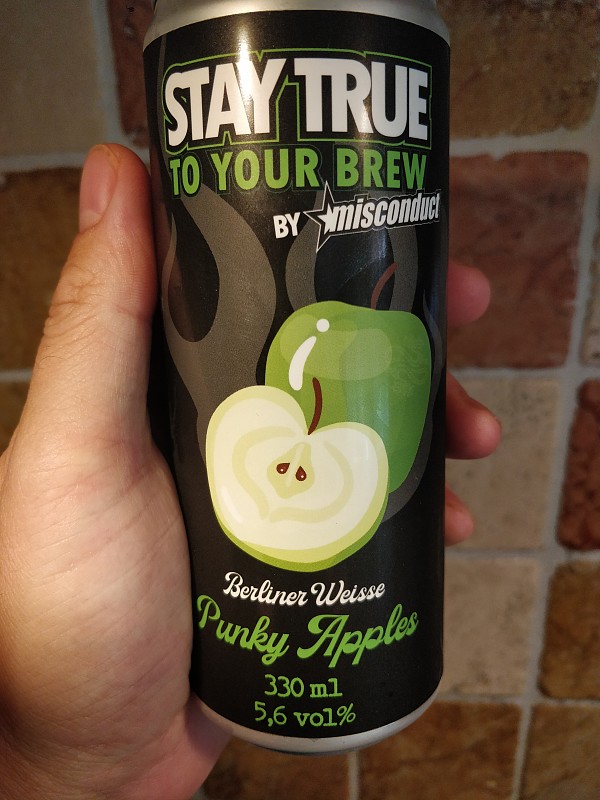 STAY TRUE
TO YOUR BREW
BY misconduct
Berliner Weisse
Punky Apples
330 ml
5,6 vol%